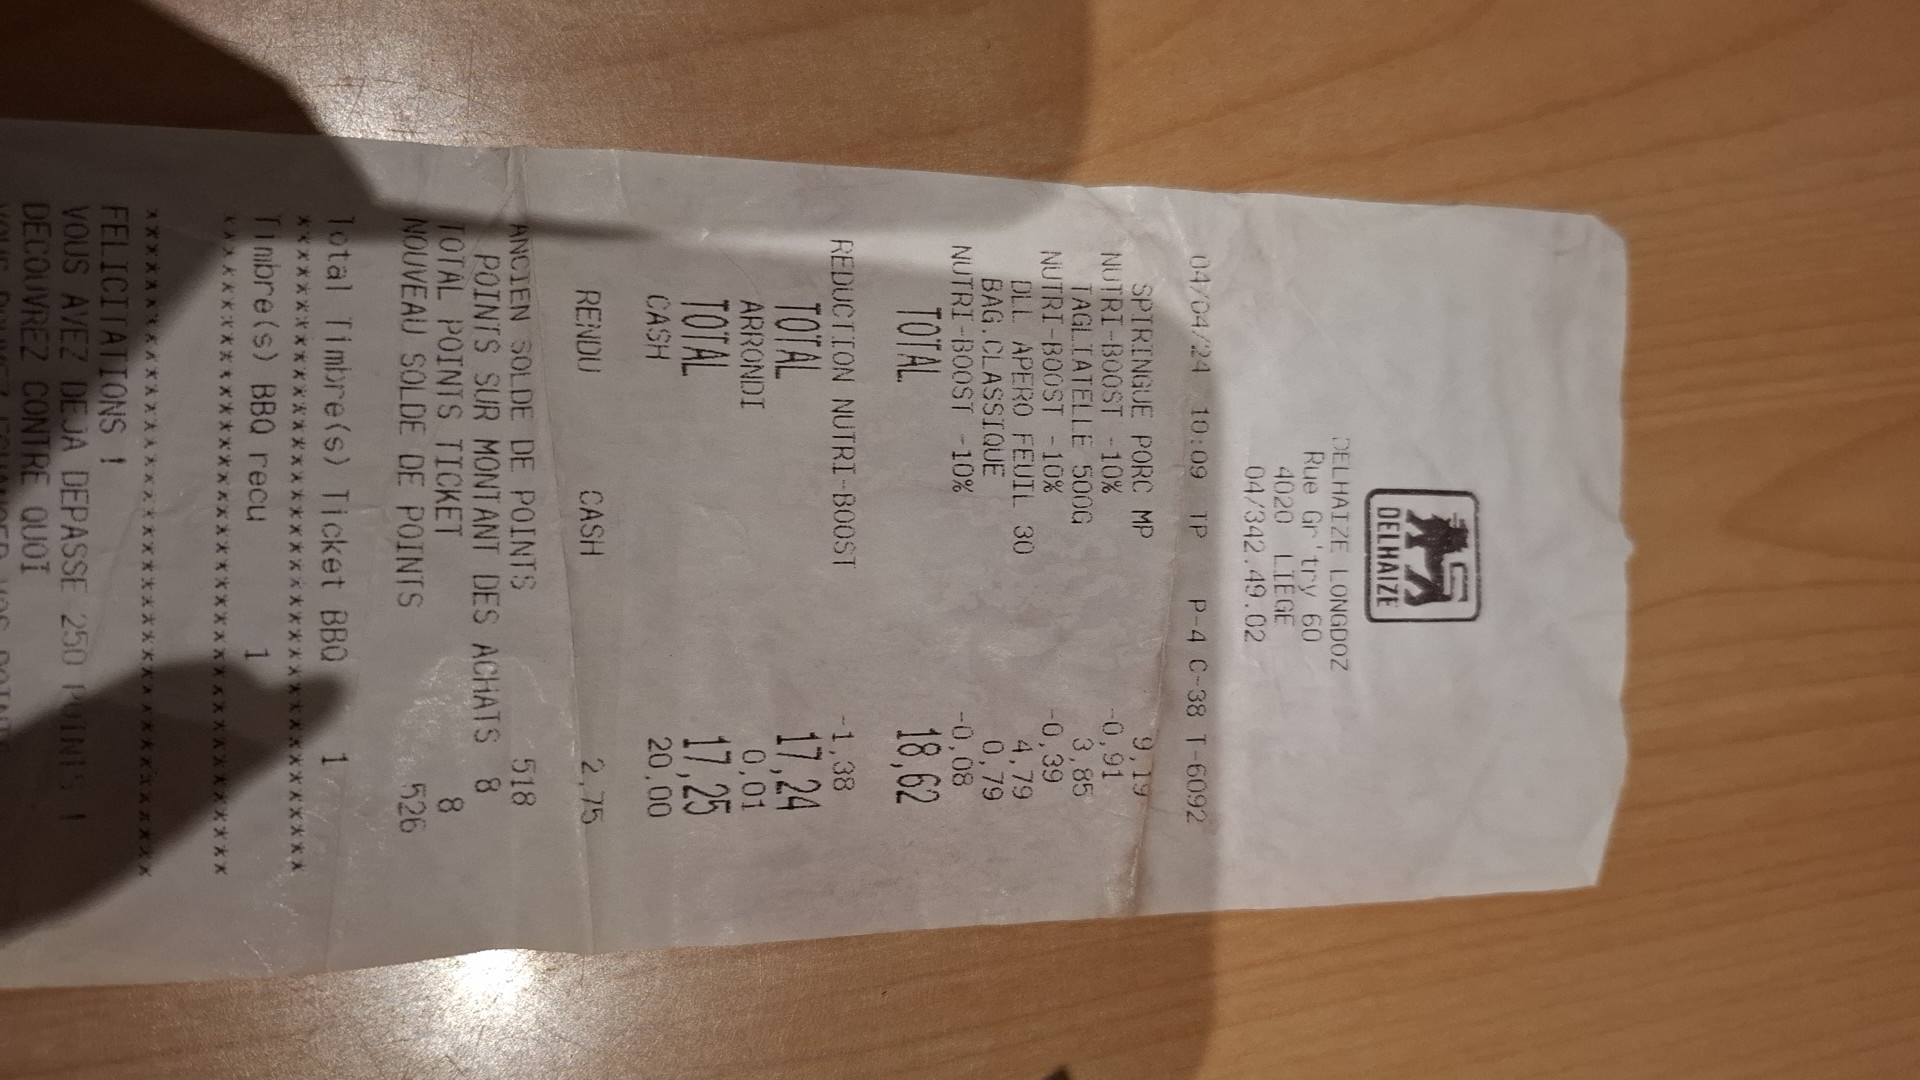 DELHAIZE
DELHAIZE LONGDOZ
Rue Gr'try 60
4020 LIEGE
04/342.49.02
04/04/24 10:09 TP P-4 C-38 T-6092
SPIRINGUE PORC MP 9,19
NUTRI-BOOST -10% -0,91
TAGLIATELLE 500G 3,85
NUTRI-BOOST -10% -0,39
DLL APERO FEUIL 30 4,79
BAG.CLASSIQUE 0,79
NUTRI-BOOST -10% -0,08
TOTAL 18,62
REDUCTION NUTRI-BOOST -1,38
TOTAL 17,24
ARRONDI 0,01
TOTAL 17,25
CASH 20,00
RENDU CASH 2,75
ANCIEN SOLDE DE POINTS 518
POINTS SUR MONTANT DES ACHATS 8
TOTAL POINTS TICKET 8
NOUVEAU SOLDE DE POINTS 526
Total Timbre(s) Ticket BBQ 1
****************************************
Timbre(s) BBQ recu 1
****************************************
****************************************
FELICITATIONS !
VOUS AVEZ DEJA DEPASSE 250 POINTS !
DECOUVREZ CONTRE QUOI